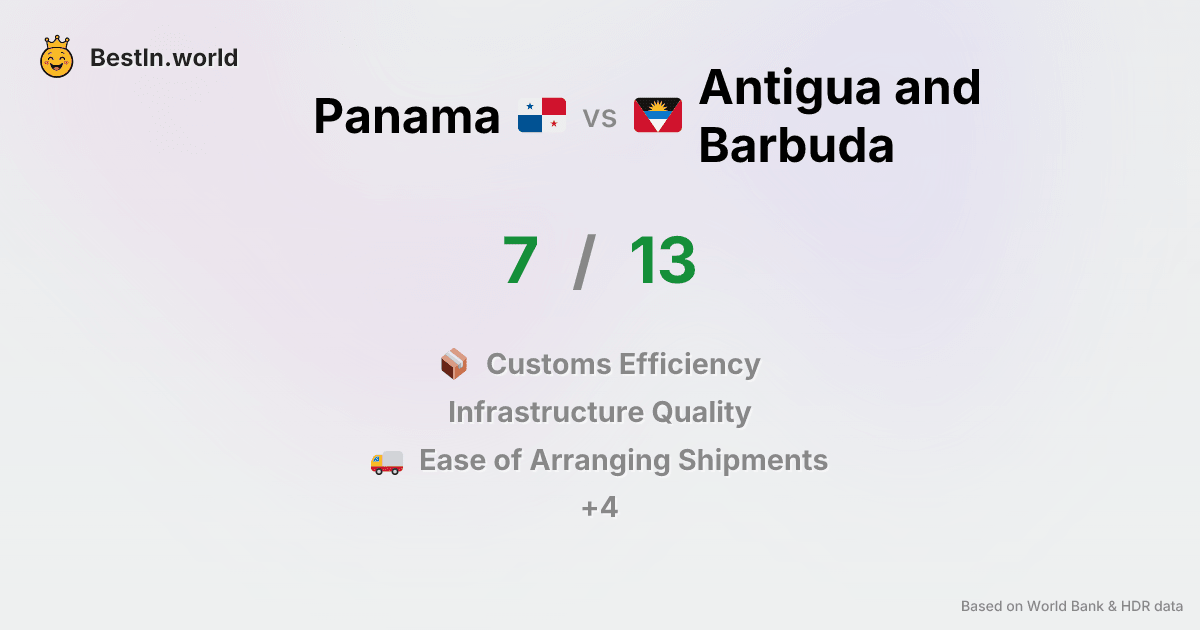 BestIn.world
Panama vs Antigua and
Barbuda
7 / 13
Customs Efficiency
Infrastructure Quality
Ease of Arranging Shipments
+4
Based on World Bank & HDR data